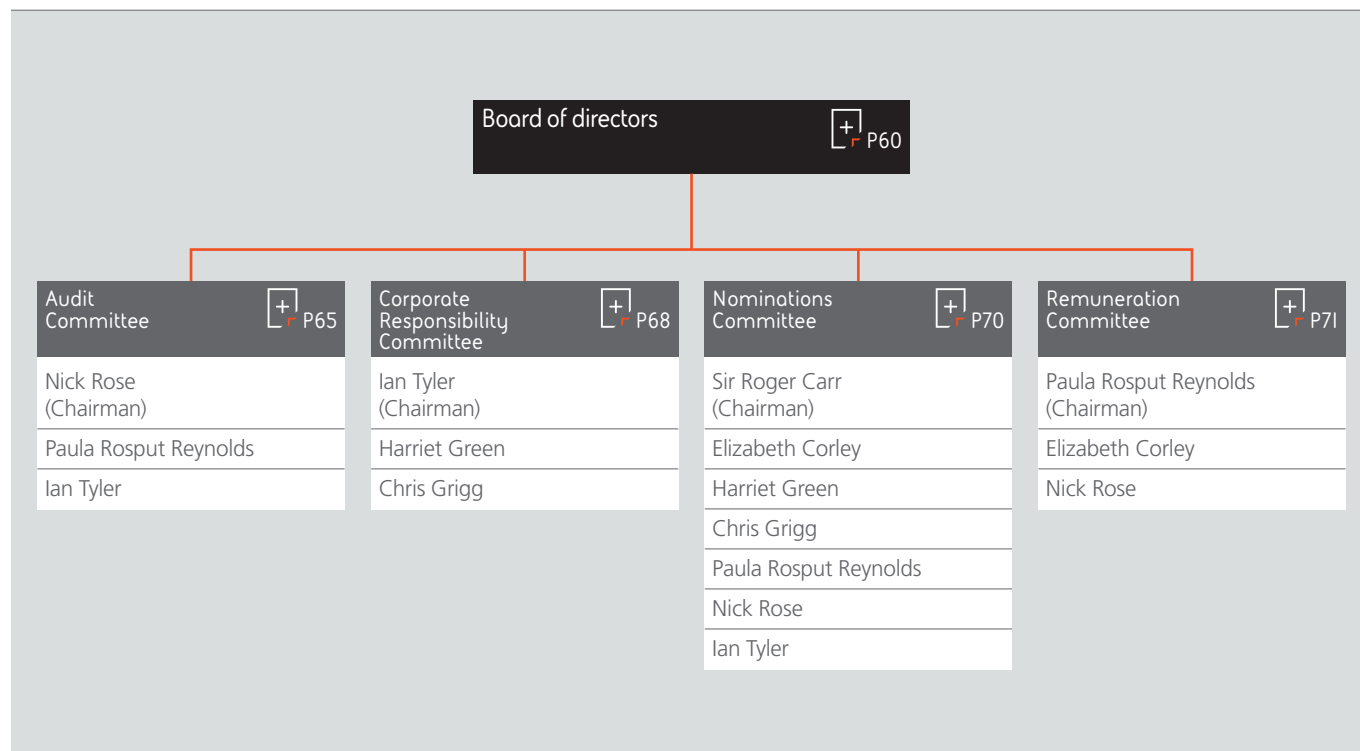 Board of directors
P60
Audit
Committee
P65
Nick Rose
(Chairman)
Paula Rosput Reynolds
Ian Tyler
Corporate
Responsibility
Committee
P68
Ian Tyler
(Chairman)
Harriet Green
Chris Grigg
Nominations
Committee
P70
Sir Roger Carr
(Chairman)
Elizabeth Corley
Harriet Green
Chris Grigg
Paula Rosput Reynolds
Nick Rose
Ian Tyler
Remuneration
Committee
P71
Paula Rosput Reynolds
(Chairman)
Elizabeth Corley
Nick Rose